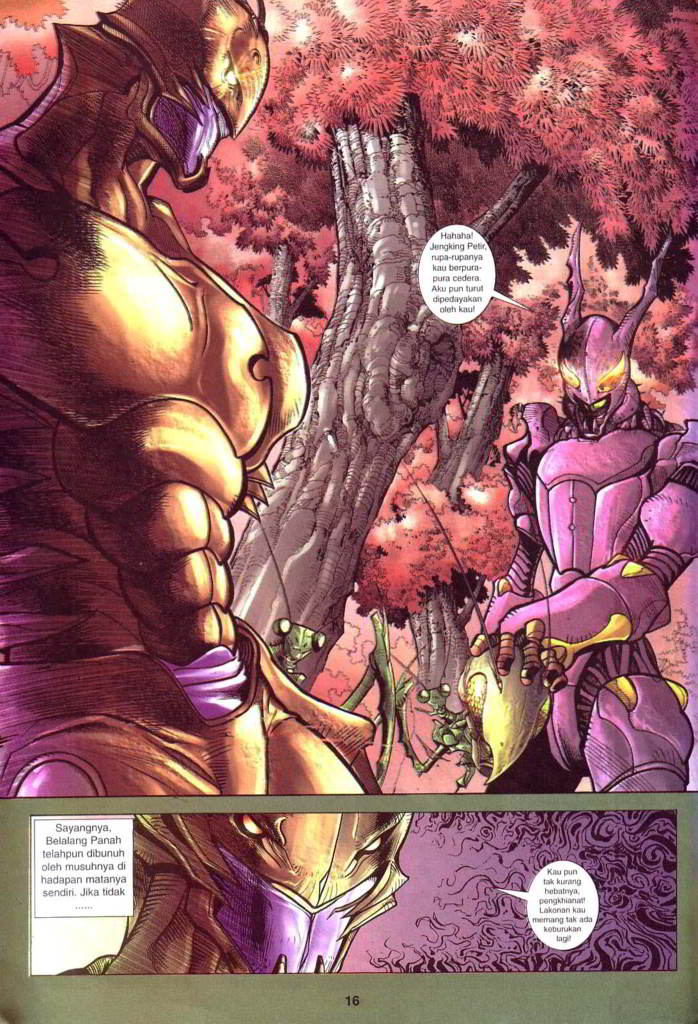 Hahaha!
Jengking Petir,
rupa-rupanya
kau berpura-
pura cedera.
Aku pun turut
dipedayakan
oleh kau!
Sayangnya,
Belalang Panah
telahpun dibunuh
oleh musuhnya di
hadapan matanya
sendiri. Jika tidak
......
Kau pun
tak kurang
hebatnya,
pengkhianat!
Lakonan kau
memang tak ada
keburukan
lagi!
16